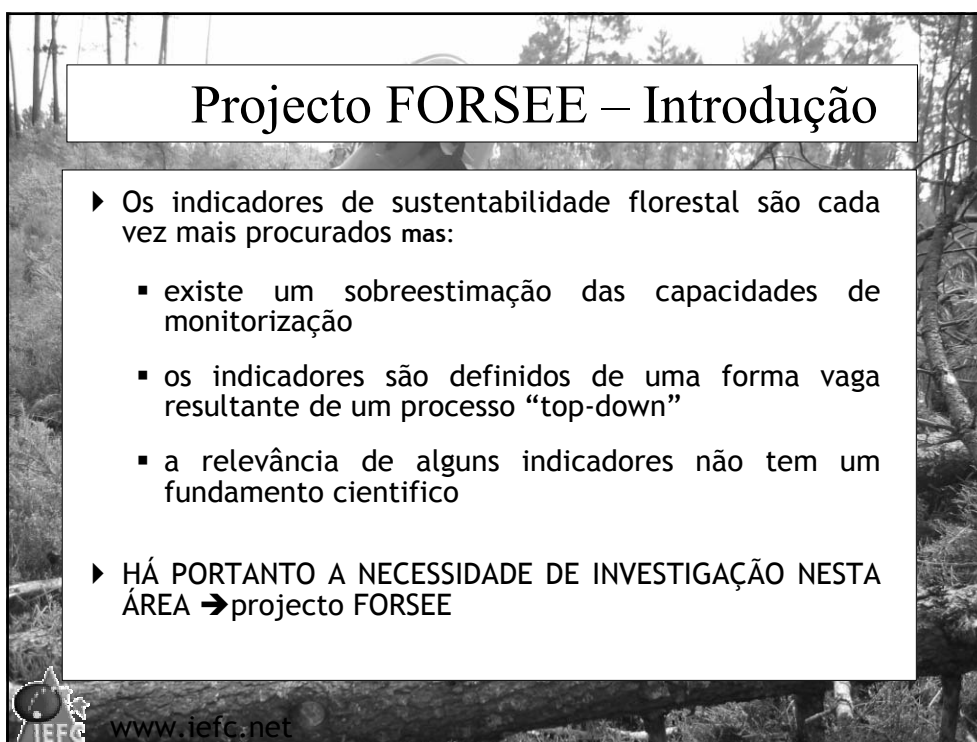 Projecto FORSEE – Introdução
Os indicadores de sustentabilidade florestal são cada
vez mais procurados mas:
existe um sobreestimação das capacidades de
monitorização
os indicadores são definidos de uma forma vaga
resultante de um processo “top-down”
a relevância de alguns indicadores não tem um
fundamento cientifico
HÁ PORTANTO A NECESSIDADE DE INVESTIGAÇÃO NESTA
ÁREA ➔projecto FORSEE
IEFC
www.iefc.net